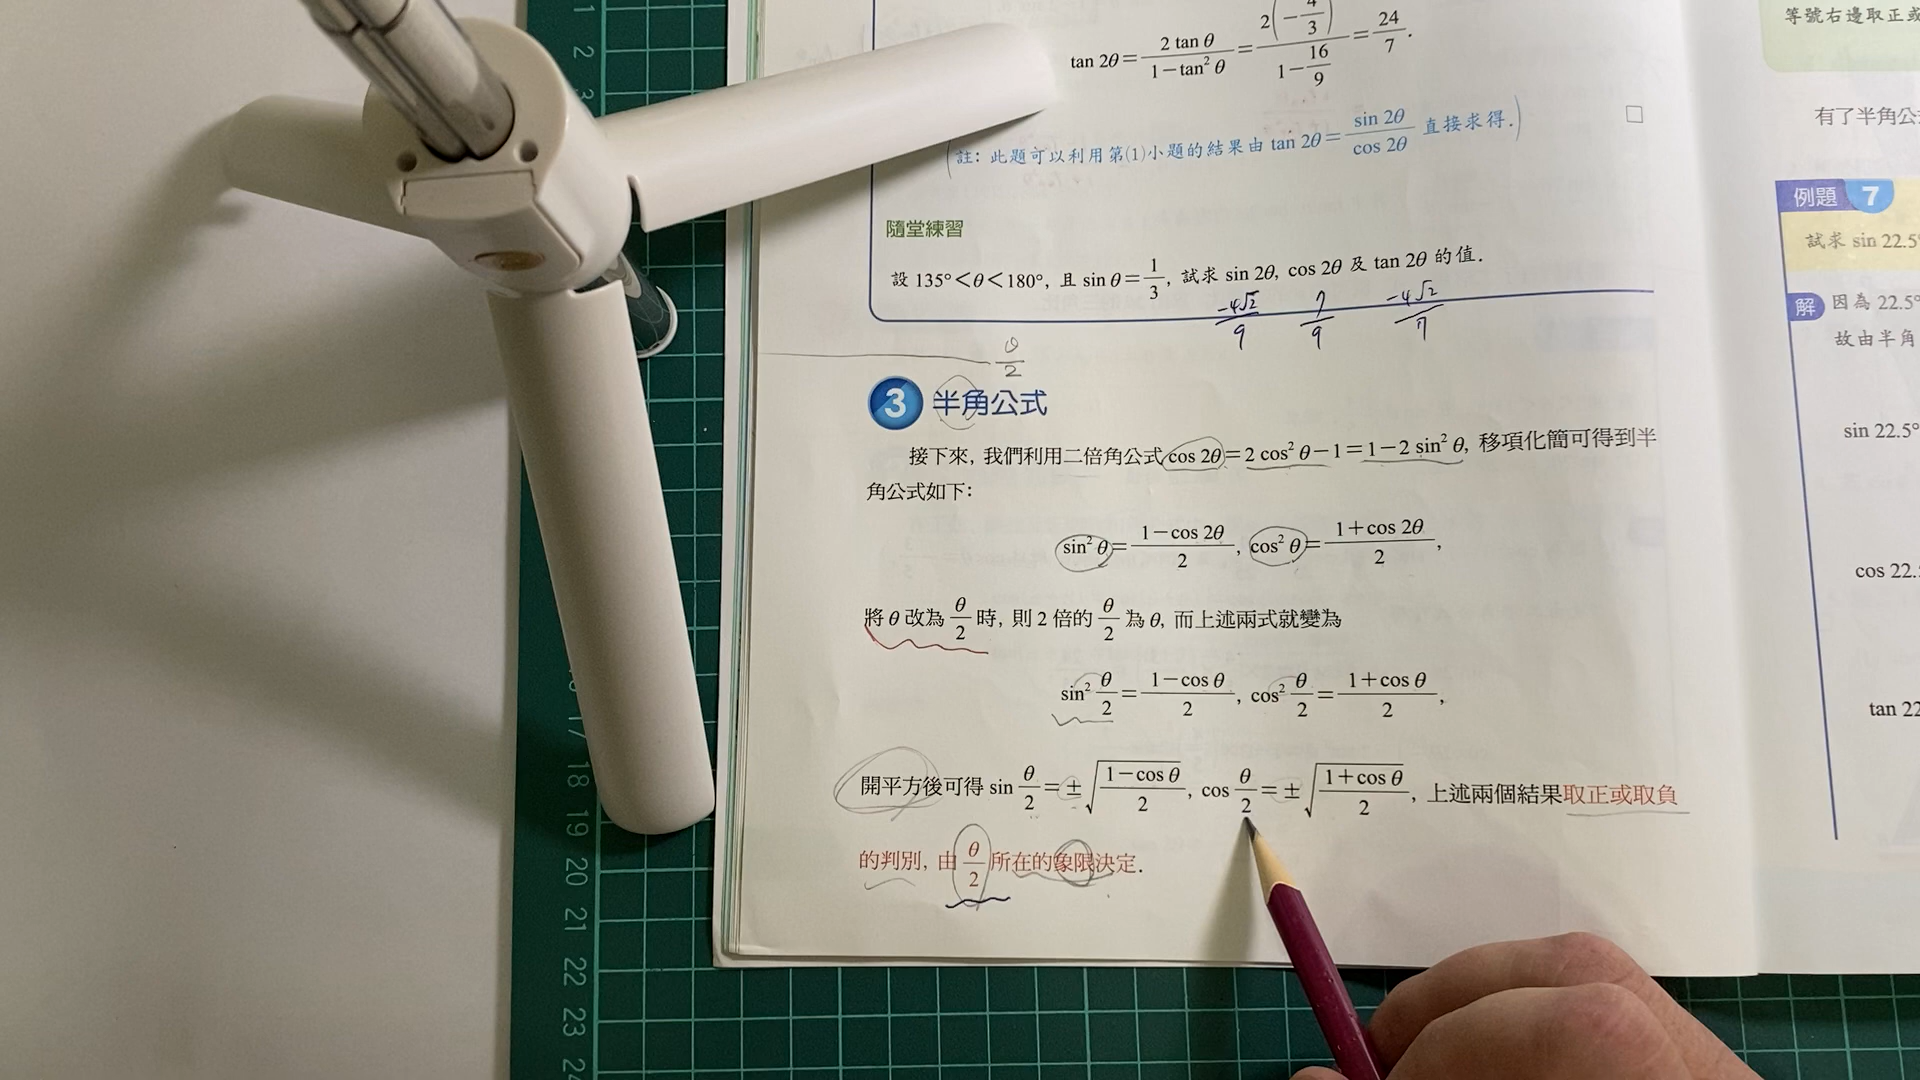 等號右邊取正或
tan 2θ = 2 tan θ / (1 − tan² θ) = 2(−4/3) / (1 − 16/9) = 24/7.
(註: 此題可以利用第(1)小題的結果由 tan 2θ = sin 2θ / cos 2θ 直接求得.) □
隨堂練習
設 135° < θ < 180°, 且 sin θ = 1/3, 試求 sin 2θ, cos 2θ 及 tan 2θ 的值.
−4√2/9 7/9 −4√2/7
θ/2
3 半角公式
接下來, 我們利用二倍角公式 cos 2θ = 2 cos² θ − 1 = 1 − 2 sin² θ, 移項化簡可得到半
角公式如下:
sin² θ = (1 − cos 2θ)/2, cos² θ = (1 + cos 2θ)/2,
將 θ 改為 θ/2 時, 則 2 倍的 θ/2 為 θ, 而上述兩式就變為
sin² θ/2 = (1 − cos θ)/2, cos² θ/2 = (1 + cos θ)/2,
開平方後可得 sin θ/2 = ±√((1 − cos θ)/2), cos θ/2 = ±√((1 + cos θ)/2), 上述兩個結果取正或取負
的判別, 由 θ/2 所在的象限決定.
有了半角公
例題 7
試求 sin 22.5°
解 因為 22.5°
故由半角
sin 22.5°
cos 22.
tan 22
2
3
17
18
19
20
21
22
23
24